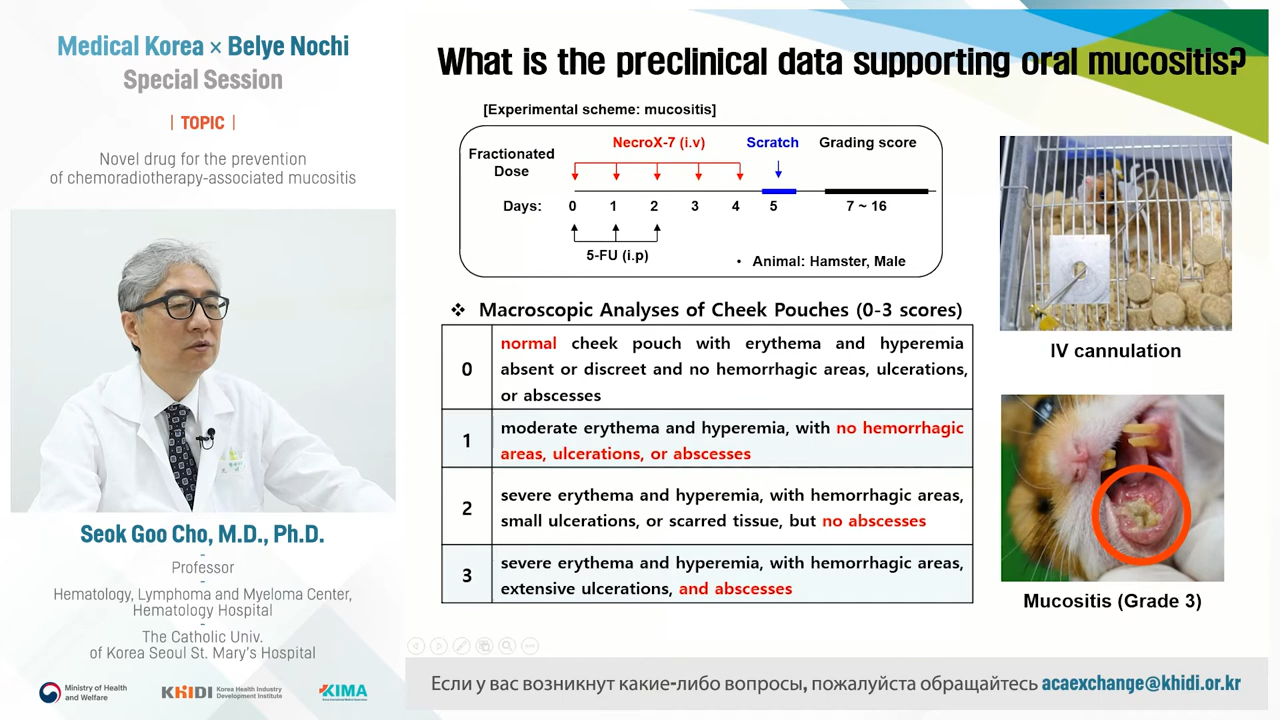 Medical Korea × Belye Nochi
Special Session
| TOPIC |
Novel drug for the prevention
of chemoradiotherapy-associated mucositis
Seok Goo Cho, M.D., Ph.D.
-
Professor
-
Hematology, Lymphoma and Myeloma Center,
Hematology Hospital
-
The Catholic Univ.
of Korea Seoul St. Mary's Hospital
Ministry of Health
and Welfare
KHIDI
Korea Health Industry
Development Institute
KIMA
What is the preclinical data supporting oral mucositis?
[Experimental scheme: mucositis]
Fractionated
Dose
NecroX-7 (i.v)
Scratch
Grading score
Days: 0 1 2 3 4 5 7 ~ 16
5-FU (i.p)
• Animal: Hamster, Male
❖ Macroscopic Analyses of Cheek Pouches (0-3 scores)
0
normal cheek pouch with erythema and hyperemia
absent or discreet and no hemorrhagic areas, ulcerations,
or abscesses
1
moderate erythema and hyperemia, with no hemorrhagic
areas, ulcerations, or abscesses
2
severe erythema and hyperemia, with hemorrhagic areas,
small ulcerations, or scarred tissue, but no abscesses
3
severe erythema and hyperemia, with hemorrhagic areas,
extensive ulcerations, and abscesses
IV cannulation
Mucositis (Grade 3)
Если у вас возникнут какие-либо вопросы, пожалуйста обращайтесь acaexchange@khidi.or.kr